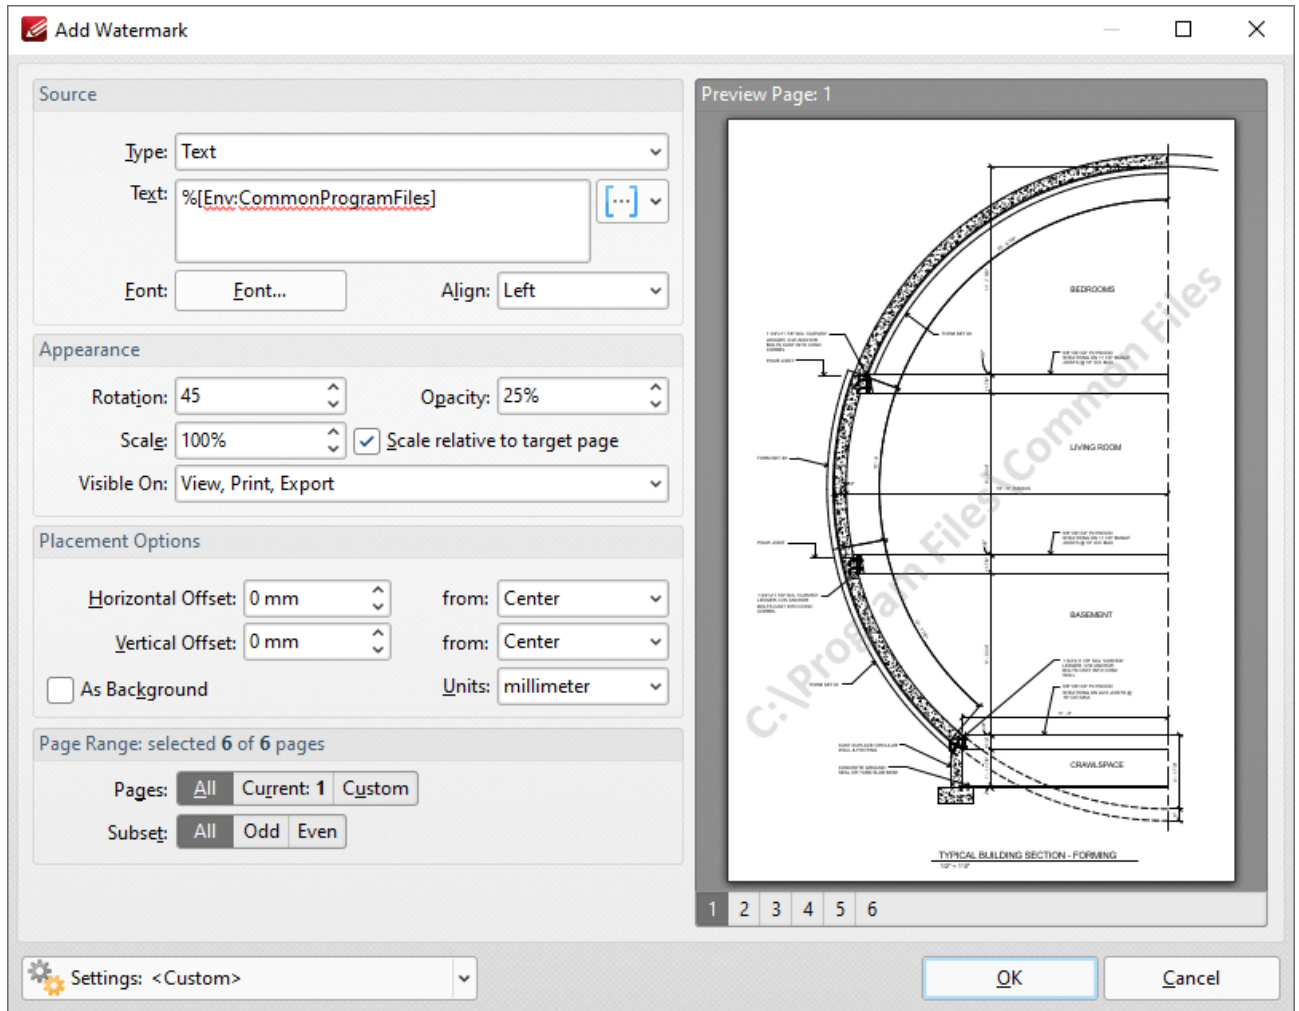 Add Watermark
Source
Type: Text
Text: %[Env:CommonProgramFiles]
Font: Font... Align: Left
Appearance
Rotation: 45 Opacity: 25%
Scale: 100% Scale relative to target page
Visible On: View, Print, Export
Placement Options
Horizontal Offset: 0 mm from: Center
Vertical Offset: 0 mm from: Center
As Background Units: millimeter
Page Range: selected 6 of 6 pages
Pages: All Current: 1 Custom
Subset: All Odd Even
Preview Page: 1
BEDROOMS
LIVING ROOM
BASEMENT
CRAWLSPACE
C:\Program Files\Common Files
TYPICAL BUILDING SECTION - FORMING
1 2 3 4 5 6
Settings: <Custom>
OK Cancel